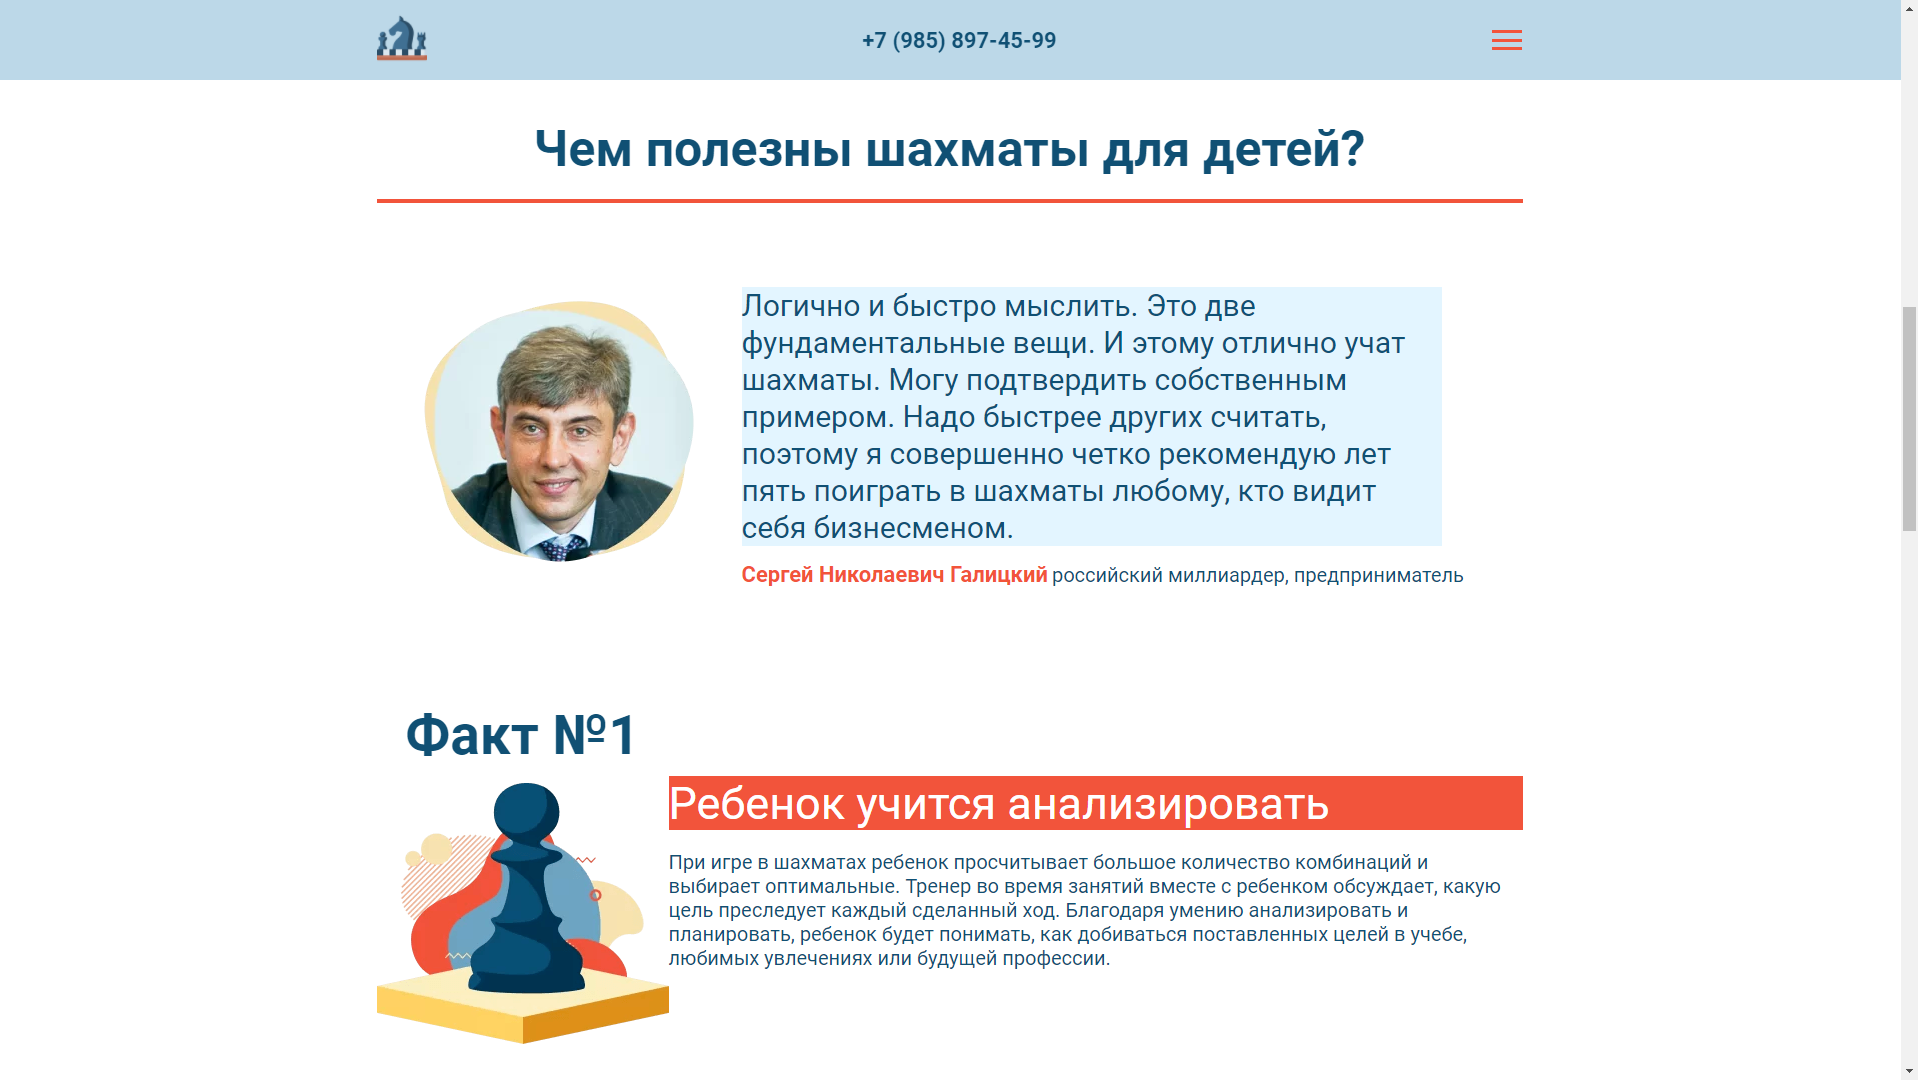 +7 (985) 897-45-99
Чем полезны шахматы для детей?
Логично и быстро мыслить. Это две
фундаментальные вещи. И этому отлично учат
шахматы. Могу подтвердить собственным
примером. Надо быстрее других считать,
поэтому я совершенно четко рекомендую лет
пять поиграть в шахматы любому, кто видит
себя бизнесменом.
Сергей Николаевич Галицкий российский миллиардер, предприниматель
Факт №1
Ребенок учится анализировать
При игре в шахматах ребенок просчитывает большое количество комбинаций и
выбирает оптимальные. Тренер во время занятий вместе с ребенком обсуждает, какую
цель преследует каждый сделанный ход. Благодаря умению анализировать и
планировать, ребенок будет понимать, как добиваться поставленных целей в учебе,
любимых увлечениях или будущей профессии.